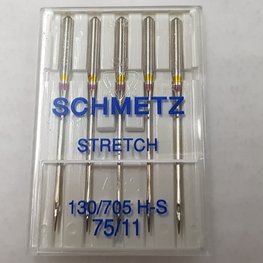 SCHMETZ
STRETCH
130/705 H-S
75/11